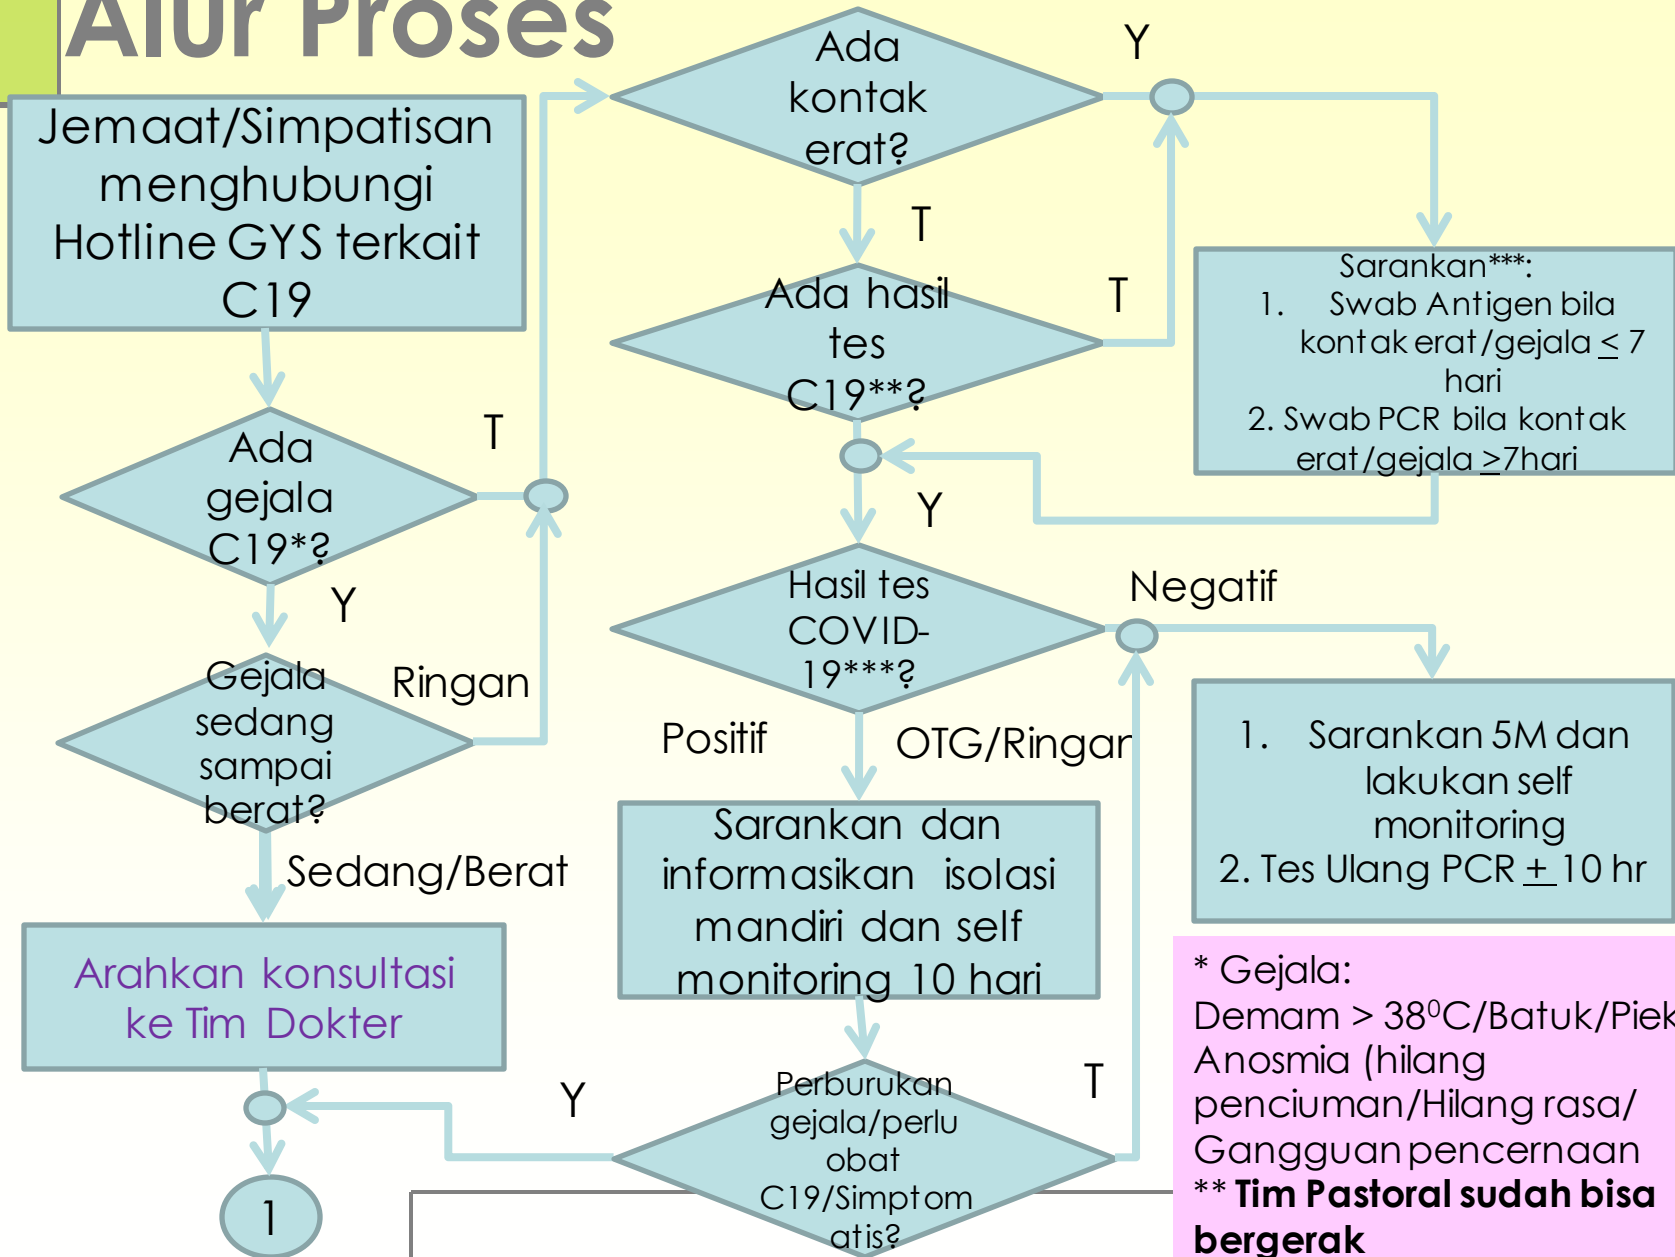 Alur Proses
Jemaat/Simpatisan
menghubungi
Hotline GYS terkait
C19
Ada
gejala
C19*?
T
Y
Gejala
sedang
sampai
berat?
Ringan
Sedang/Berat
Arahkan konsultasi
ke Tim Dokter
1
Ada
kontak
erat?
Y
T
Ada hasil
tes
C19**?
T
Sarankan***:
1. Swab Antigen bila
kontak erat/gejala ≤ 7
hari
2. Swab PCR bila kontak
erat/gejala ≥7hari
Y
Hasil tes
COVID-
19***?
Negatif
Positif
OTG/Ringan
1. Sarankan 5M dan
lakukan self
monitoring
2. Tes Ulang PCR ± 10 hr
Sarankan dan
informasikan isolasi
mandiri dan self
monitoring 10 hari
Perburukan
gejala/perlu
obat
C19/Simptom
atis?
Y
T
* Gejala:
Demam > 38⁰C/Batuk/Piek
Anosmia (hilang
penciuman/Hilang rasa/
Gangguan pencernaan
** Tim Pastoral sudah bisa
bergerak